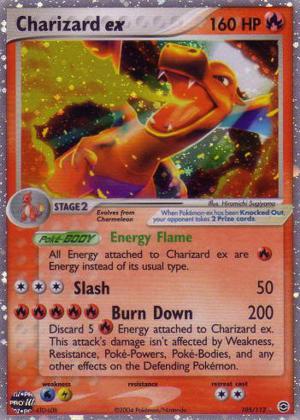 Charizard ex 160 HP
Illus. Hiromichi Sugiyama
STAGE 2
Evolves from
Charmeleon
When Pokémon-ex has been Knocked Out,
your opponent takes 2 Prize cards.
Poké-BODY Energy Flame
All Energy attached to Charizard ex are
Energy instead of its usual type.
Slash 50
Burn Down 200
Discard 5 Energy attached to Charizard ex.
This attack's damage isn't affected by Weakness,
Resistance, Poké-Powers, Poké-Bodies, and any
other effects on the Defending Pokémon.
weakness resistance retreat cost
©2004 Pokémon/Nintendo
105/112